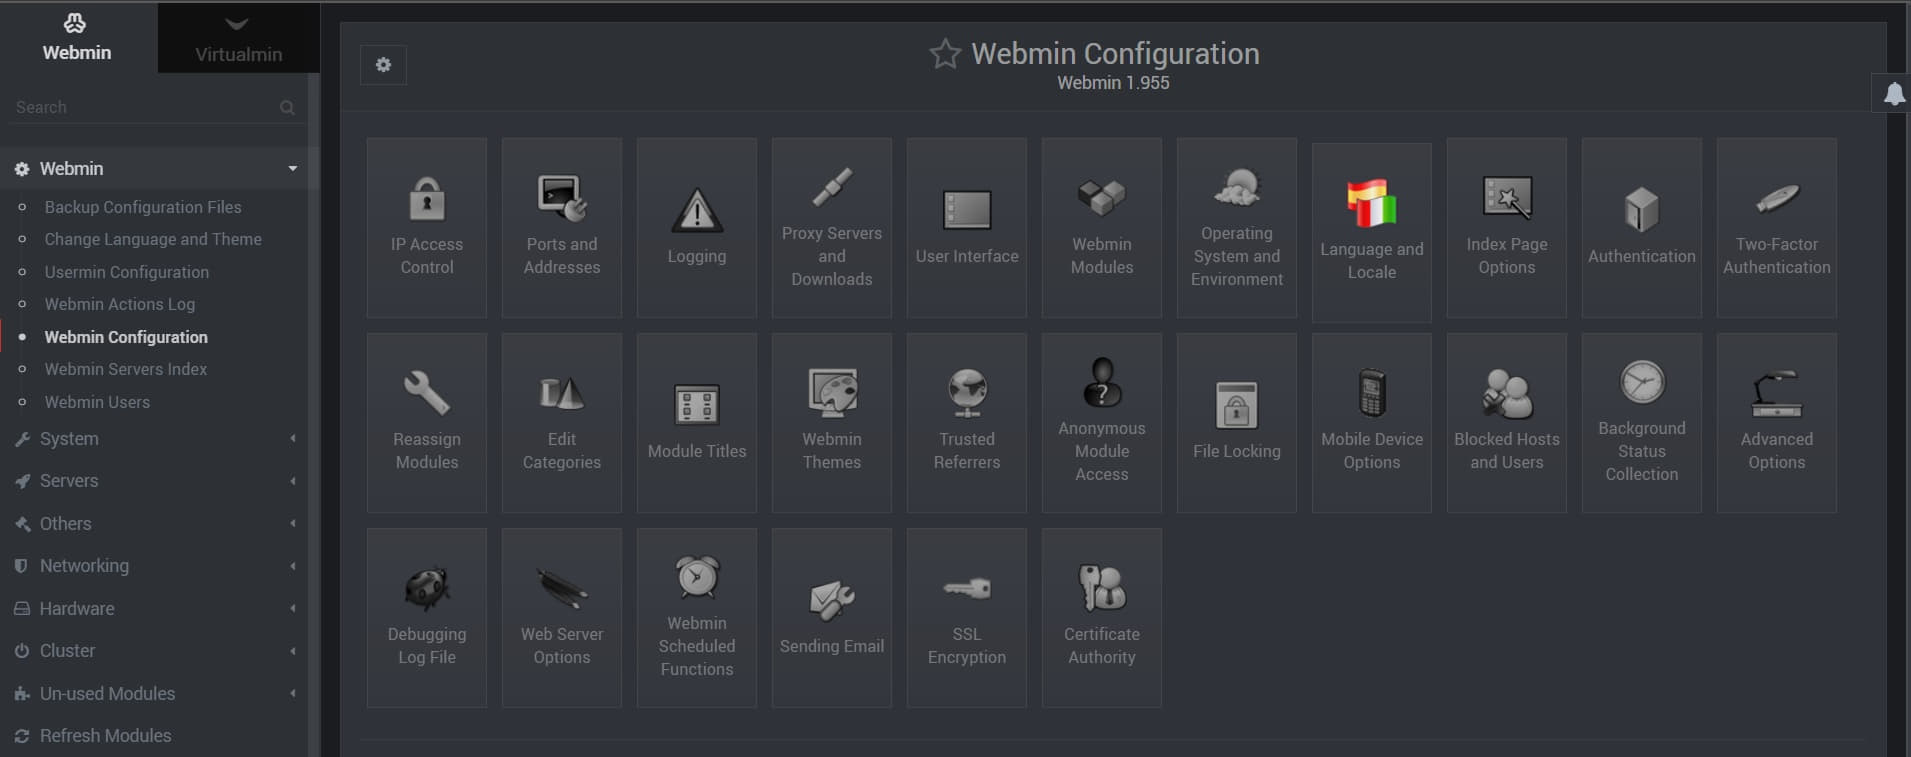 Webmin
Virtualmin
Search
Webmin
Backup Configuration Files
Change Language and Theme
Usermin Configuration
Webmin Actions Log
Webmin Configuration
Webmin Servers Index
Webmin Users
System
Servers
Others
Networking
Hardware
Cluster
Un-used Modules
Refresh Modules
Webmin Configuration
Webmin 1.955
IP Access
Control
Ports and
Addresses
Logging
Proxy Servers
and
Downloads
User Interface
Webmin
Modules
Operating
System and
Environment
Language and
Locale
Index Page
Options
Authentication
Two-Factor
Authentication
Reassign
Modules
Edit
Categories
Module Titles
Webmin
Themes
Trusted
Referrers
Anonymous
Module
Access
File Locking
Mobile Device
Options
Blocked Hosts
and Users
Background
Status
Collection
Advanced
Options
Debugging
Log File
Web Server
Options
Webmin
Scheduled
Functions
Sending Email
SSL
Encryption
Certificate
Authority